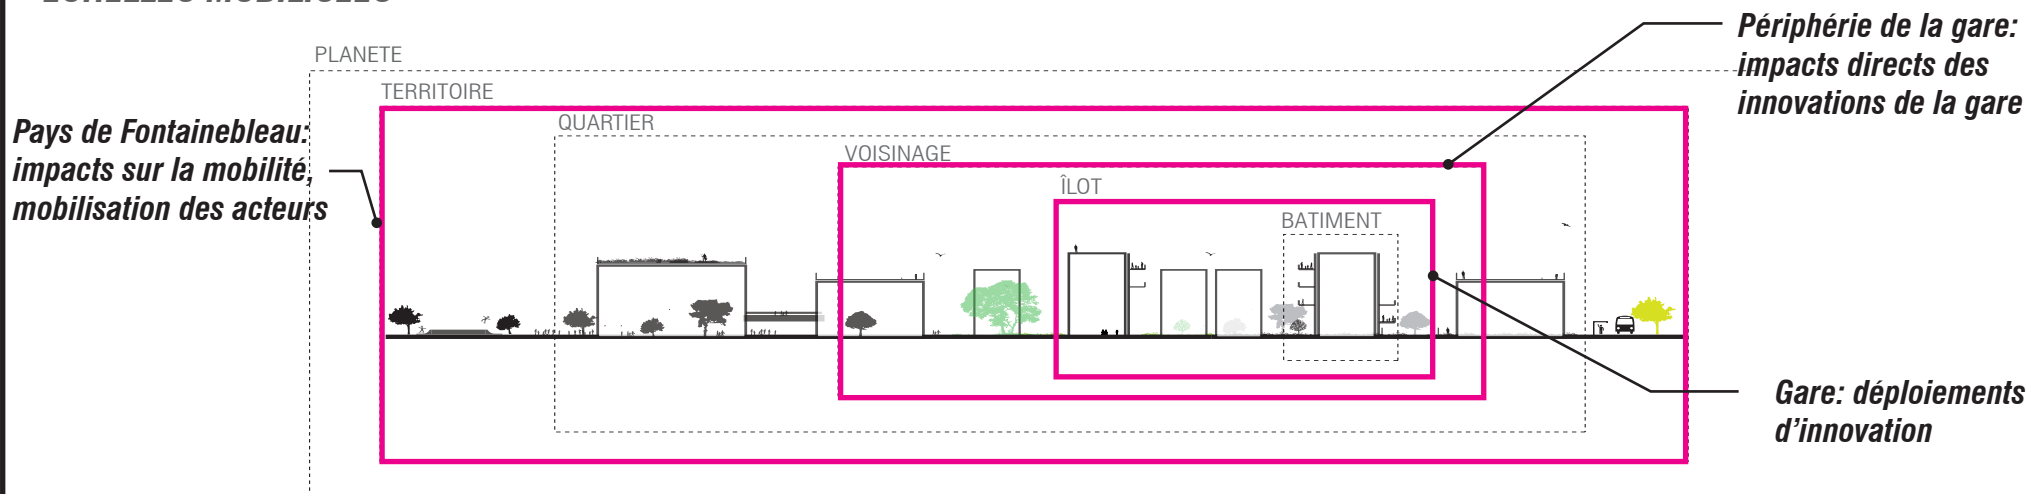 PLANETE
TERRITOIRE
QUARTIER
VOISINAGE
ÎLOT
BATIMENT
Pays de Fontainebleau:
impacts sur la mobilité,
mobilisation des acteurs
Périphérie de la gare:
impacts directs des
innovations de la gare
Gare: déploiements
d’innovation